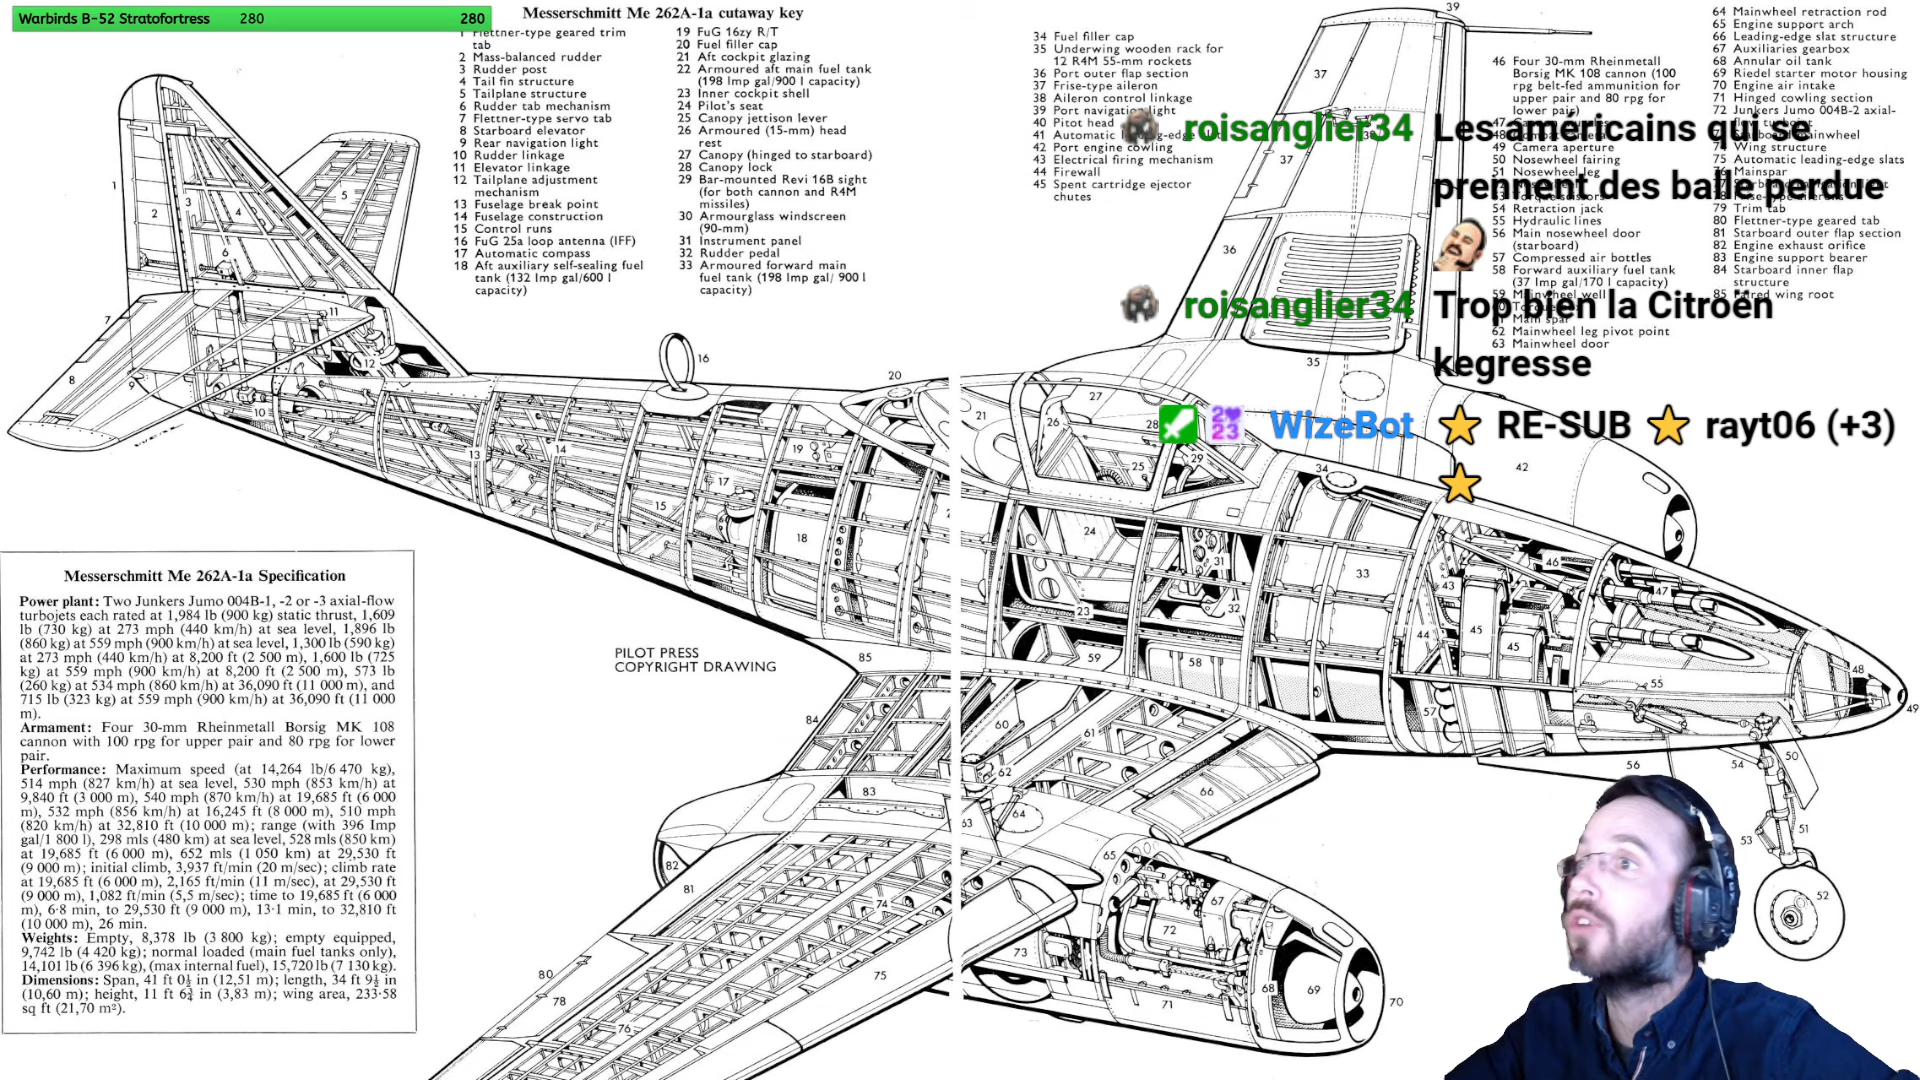 Warbirds B-52 Stratofortress 280 280
Messerschmitt Me 262A-1a cutaway key
1 Flettner-type geared trim
tab
2 Mass-balanced rudder
3 Rudder post
4 Tail fin structure
5 Tailplane structure
6 Rudder tab mechanism
7 Flettner-type servo tab
8 Starboard elevator
9 Rear navigation light
10 Rudder linkage
11 Elevator linkage
12 Tailplane adjustment
mechanism
13 Fuselage break point
14 Fuselage construction
15 Control runs
16 FuG 25a loop antenna (IFF)
17 Automatic compass
18 Aft auxiliary self-sealing fuel
tank (132 Imp gal/600 l
capacity)
19 FuG 16zy R/T
20 Fuel filler cap
21 Aft cockpit glazing
22 Armoured aft main fuel tank
(198 Imp gal/900 l capacity)
23 Inner cockpit shell
24 Pilot's seat
25 Canopy jettison lever
26 Armoured (15-mm) head
rest
27 Canopy (hinged to starboard)
28 Canopy lock
29 Bar-mounted Revi 16B sight
(for both cannon and R4M
missiles)
30 Armourglass windscreen
(90-mm)
31 Instrument panel
32 Rudder pedal
33 Armoured forward main
fuel tank (198 Imp gal/ 900 l
capacity)
34 Fuel filler cap
35 Underwing wooden rack for
12 R4M 55-mm rockets
36 Port outer flap section
37 Frise-type aileron
38 Aileron control linkage
39 Port navigation light
40 Pitot head
41 Automatic
42 Port engine cowling
43 Electrical firing mechanism
44 Firewall
45 Spent cartridge ejector
chutes
46 Four 30-mm Rheinmetall
Borsig MK 108 cannon (100
rpg belt-fed ammunition for
upper pair and 80 rpg for
lower pair)
49 Camera aperture
50 Nosewheel fairing
51 Nosewheel leg
54 Retraction jack
55 Hydraulic lines
56 Main nosewheel door
(starboard)
57 Compressed air bottles
58 Forward auxiliary fuel tank
(37 Imp gal/170 l capacity)
59 Mainwheel well
61 Main spar
62 Mainwheel leg pivot point
63 Mainwheel door
64 Mainwheel retraction rod
65 Engine support arch
66 Leading-edge slat structure
67 Auxiliaries gearbox
68 Annular oil tank
69 Riedel starter motor housing
70 Engine air intake
71 Hinged cowling section
72 Junkers Jumo 004B-2 axial-
74 Wing structure
75 Automatic leading-edge slats
76 Mainspar
79 Trim tab
80 Flettner-type geared tab
81 Starboard outer flap section
82 Engine exhaust orifice
83 Engine support bearer
84 Starboard inner flap
structure
85 Faired wing root
roisanglier34 Les americains qui se
prennent des balle perdue
roisanglier34 Trop bien la Citroën
kegresse
WizeBot ⭐ RE-SUB ⭐ rayt06 (+3)
⭐
PILOT PRESS
COPYRIGHT DRAWING
Messerschmitt Me 262A-1a Specification
Power plant: Two Junkers Jumo 004B-1, -2 or -3 axial-flow
turbojets each rated at 1,984 lb (900 kg) static thrust, 1,609
lb (730 kg) at 273 mph (440 km/h) at sea level, 1,896 lb
(860 kg) at 559 mph (900 km/h) at sea level, 1,300 lb (590 kg)
at 273 mph (440 km/h) at 8,200 ft (2 500 m), 1,600 lb (725
kg) at 559 mph (900 km/h) at 8,200 ft (2 500 m), 573 lb
(260 kg) at 534 mph (860 km/h) at 36,090 ft (11 000 m), and
715 lb (323 kg) at 559 mph (900 km/h) at 36,090 ft (11 000
m).
Armament: Four 30-mm Rheinmetall Borsig MK 108
cannon with 100 rpg for upper pair and 80 rpg for lower
pair.
Performance: Maximum speed (at 14,264 lb/6 470 kg),
514 mph (827 km/h) at sea level, 530 mph (853 km/h) at
9,840 ft (3 000 m), 540 mph (870 km/h) at 19,685 ft (6 000
m), 532 mph (856 km/h) at 16,245 ft (8 000 m), 510 mph
(820 km/h) at 32,810 ft (10 000 m); range (with 396 Imp
gal/1 800 l), 298 mls (480 km) at sea level, 528 mls (850 km)
at 19,685 ft (6 000 m), 652 mls (1 050 km) at 29,530 ft
(9 000 m); initial climb, 3,937 ft/min (20 m/sec); climb rate
at 19,685 ft (6 000 m), 2,165 ft/min (11 m/sec), at 29,530 ft
(9 000 m), 1,082 ft/min (5,5 m/sec); time to 19,685 ft (6 000
m), 6·8 min, to 29,530 ft (9 000 m), 13·1 min, to 32,810 ft
(10 000 m), 26 min.
Weights: Empty, 8,378 lb (3 800 kg); empty equipped,
9,742 lb (4 420 kg); normal loaded (main fuel tanks only),
14,101 lb (6 396 kg), (max internal fuel), 15,720 lb (7 130 kg).
Dimensions: Span, 41 ft 0½ in (12,51 m); length, 34 ft 9½ in
(10,60 m); height, 11 ft 6¾ in (3,83 m); wing area, 233·58
sq ft (21,70 m²).